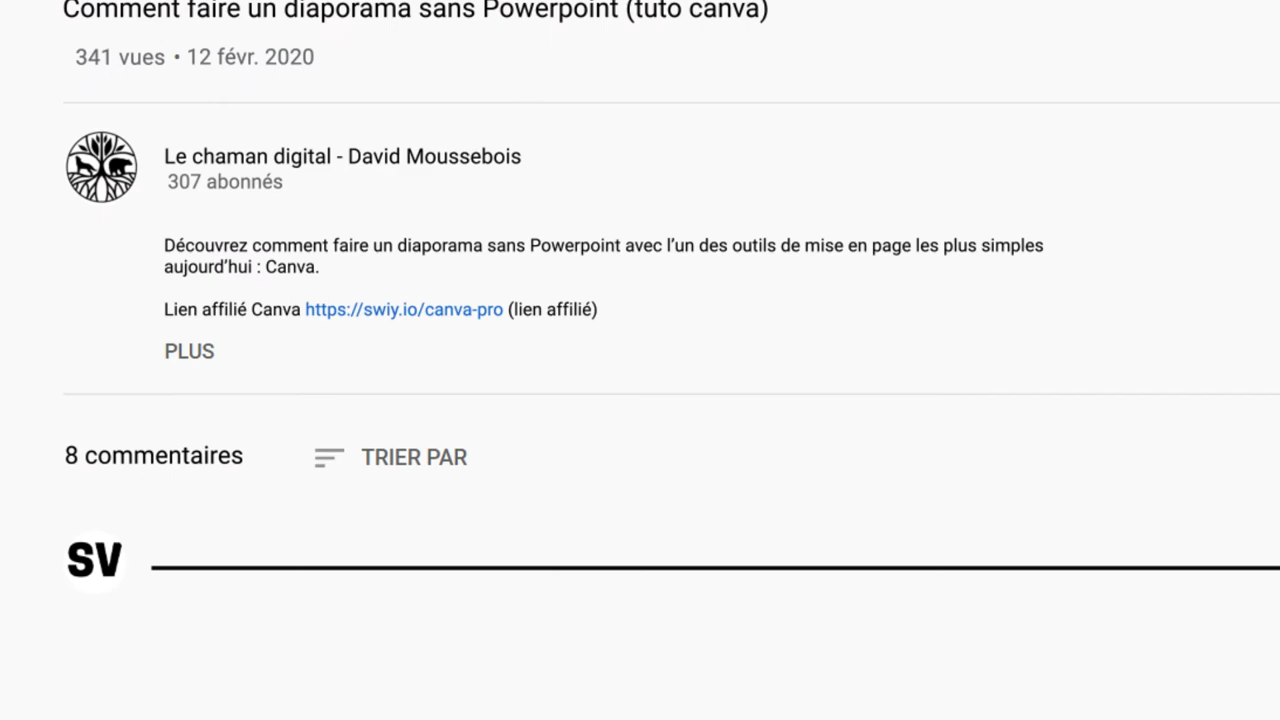 Comment faire un diaporama sans Powerpoint (tuto canva)
341 vues • 12 févr. 2020
Le chaman digital - David Moussebois
307 abonnés
Découvrez comment faire un diaporama sans Powerpoint avec l’un des outils de mise en page les plus simples
aujourd’hui : Canva.
Lien affilié Canva https://swiy.io/canva-pro (lien affilié)
PLUS
8 commentaires TRIER PAR
SV